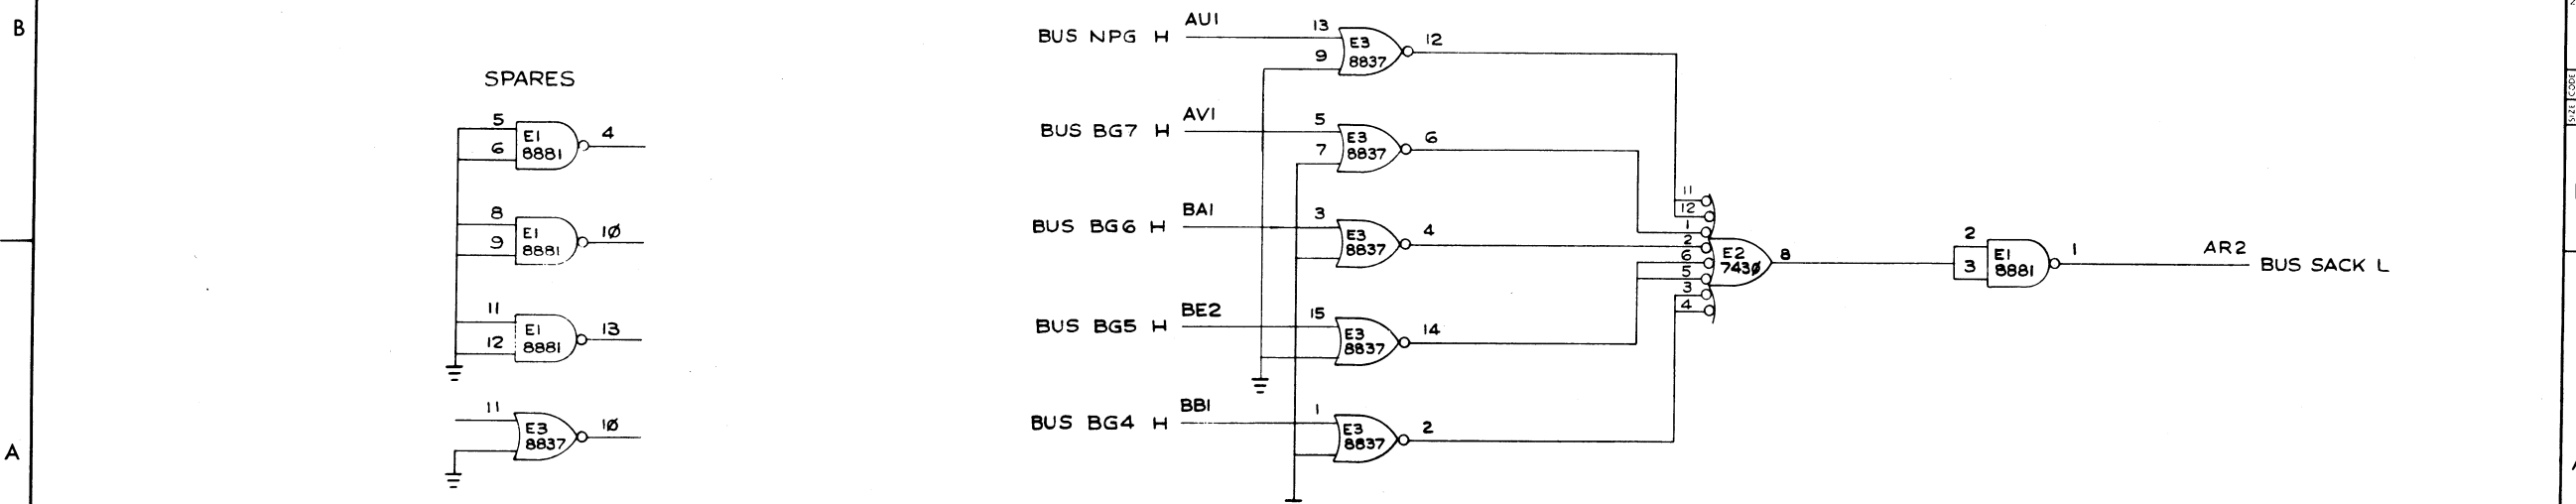 B
SPARES
5
6
E1
8881
4
8
9
E1
8881
1Ø
11
12
E1
8881
13
11
E3
8837
1Ø
A
BUS NPG H
AU1
13
9
E3
8837
12
BUS BG7 H
AV1
5
7
E3
8837
6
BUS BG6 H
BA1
3
E3
8837
4
BUS BG5 H
BE2
15
E3
8837
14
BUS BG4 H
BB1
1
E3
8837
2
11
12
1
2
6
5
3
4
E2
743Ø
8
2
3
E1
8881
1
AR2
BUS SACK L
SIZE CODE